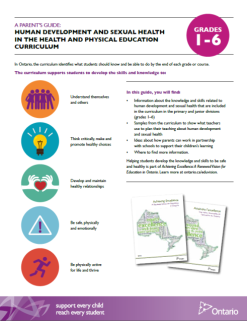 A PARENT'S GUIDE:
HUMAN DEVELOPMENT AND SEXUAL HEALTH
IN THE HEALTH AND PHYSICAL EDUCATION
CURRICULUM
GRADES
1-6
In Ontario, the curriculum identifies what students should know and be able to do by the end of each grade or course.
The curriculum supports students to develop the skills and knowledge to:
Understand themselves
and others
Think critically, make and
promote healthy choices
Develop and maintain
healthy relationships
Be safe, physically
and emotionally
Be physically active
for life and thrive
In this guide, you will find
• Information about the knowledge and skills related to
human development and sexual health that are included
in the curriculum in the primary and junior divisions
(grades 1-6)
• Samples from the curriculum to show what teachers
use to plan their teaching about human development
and sexual health
• Ideas about how parents can work in partnership
with schools to support their children's learning
• Where to find more information.
Helping students develop the knowledge and skills to be safe
and healthy is part of Achieving Excellence: A Renewed Vision for
Education in Ontario. Learn more at ontario.ca/eduvision.
support every child
reach every student
Ontario